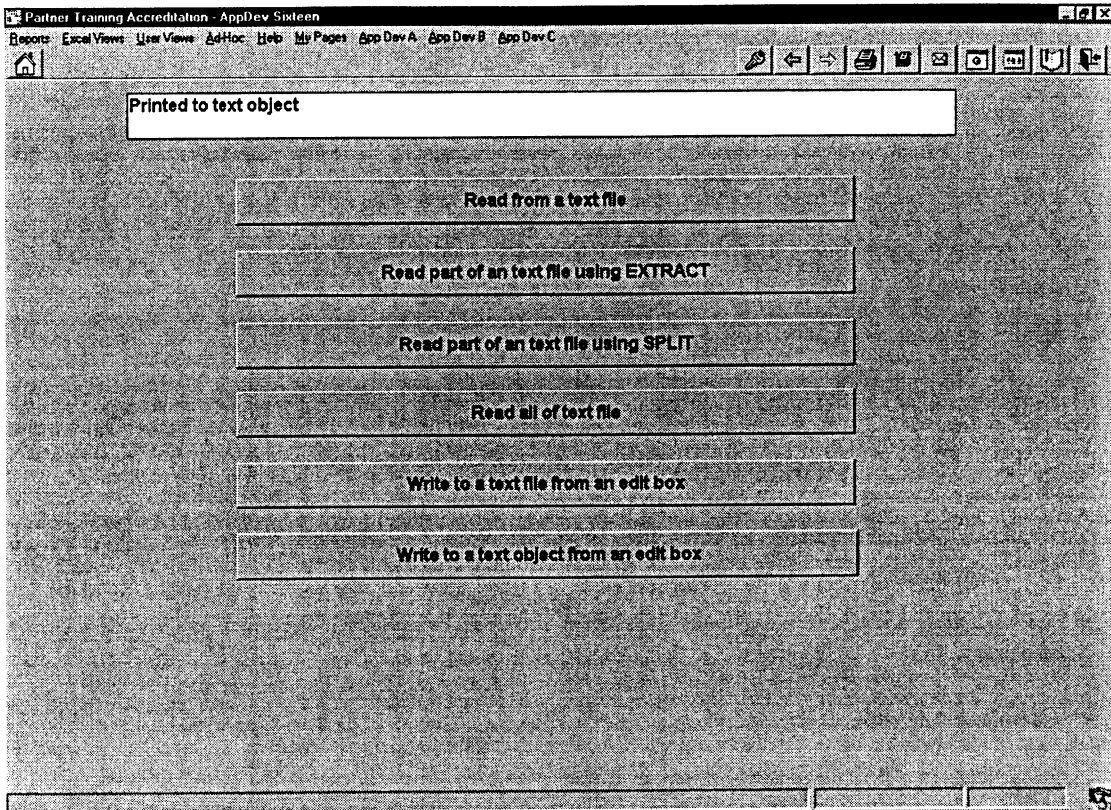 Partner Training Accreditation - AppDev Sixteen
Reports Excel Views User Views Ad-Hoc Help My Pages App Dev A App Dev B App Dev C
Printed to text object
Read from a text file
Read part of an text file using EXTRACT
Read part of an text file using SPLIT
Read all of text file
Write to a text file from an edit box
Write to a text object from an edit box